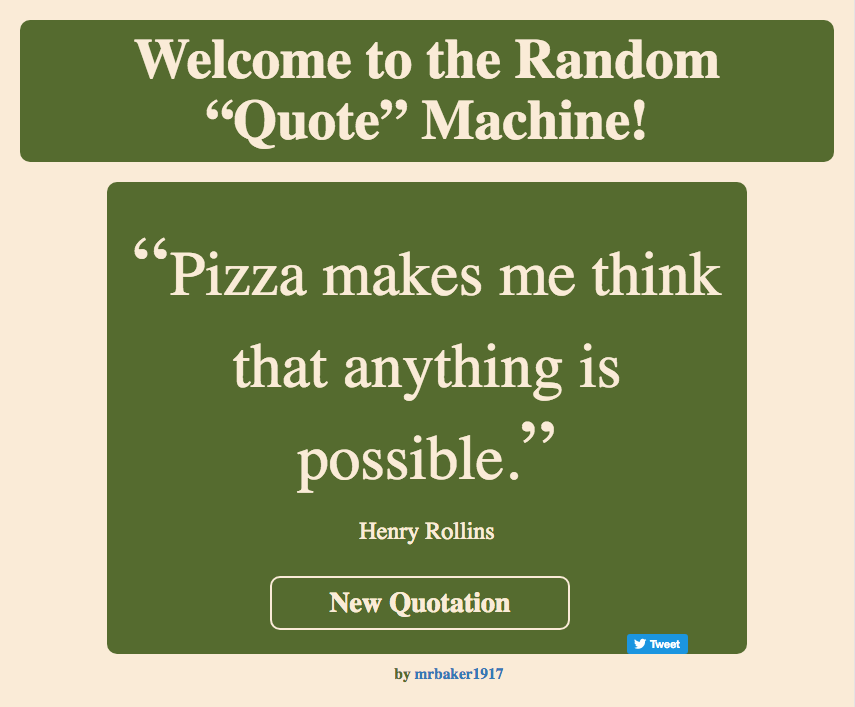 Welcome to the Random
“Quote” Machine!
“Pizza makes me think
that anything is
possible.”
Henry Rollins
New Quotation
Tweet
by mrbaker1917